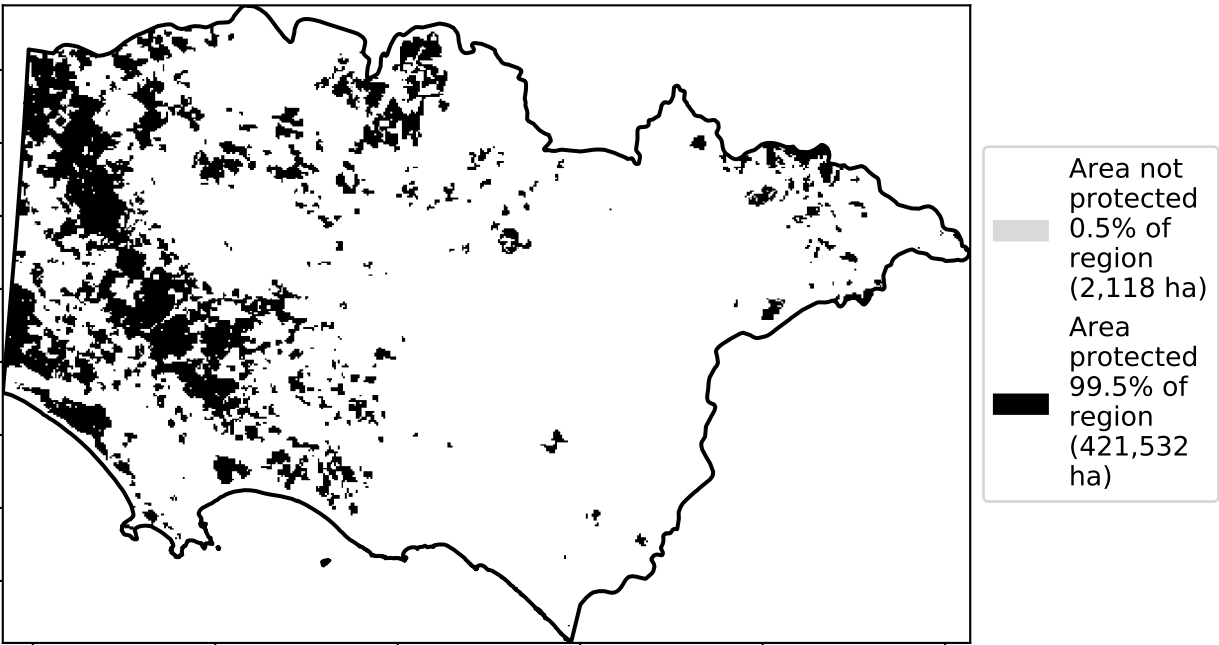 Area not
protected
0.5% of
region
(2,118 ha)
Area
protected
99.5% of
region
(421,532
ha)